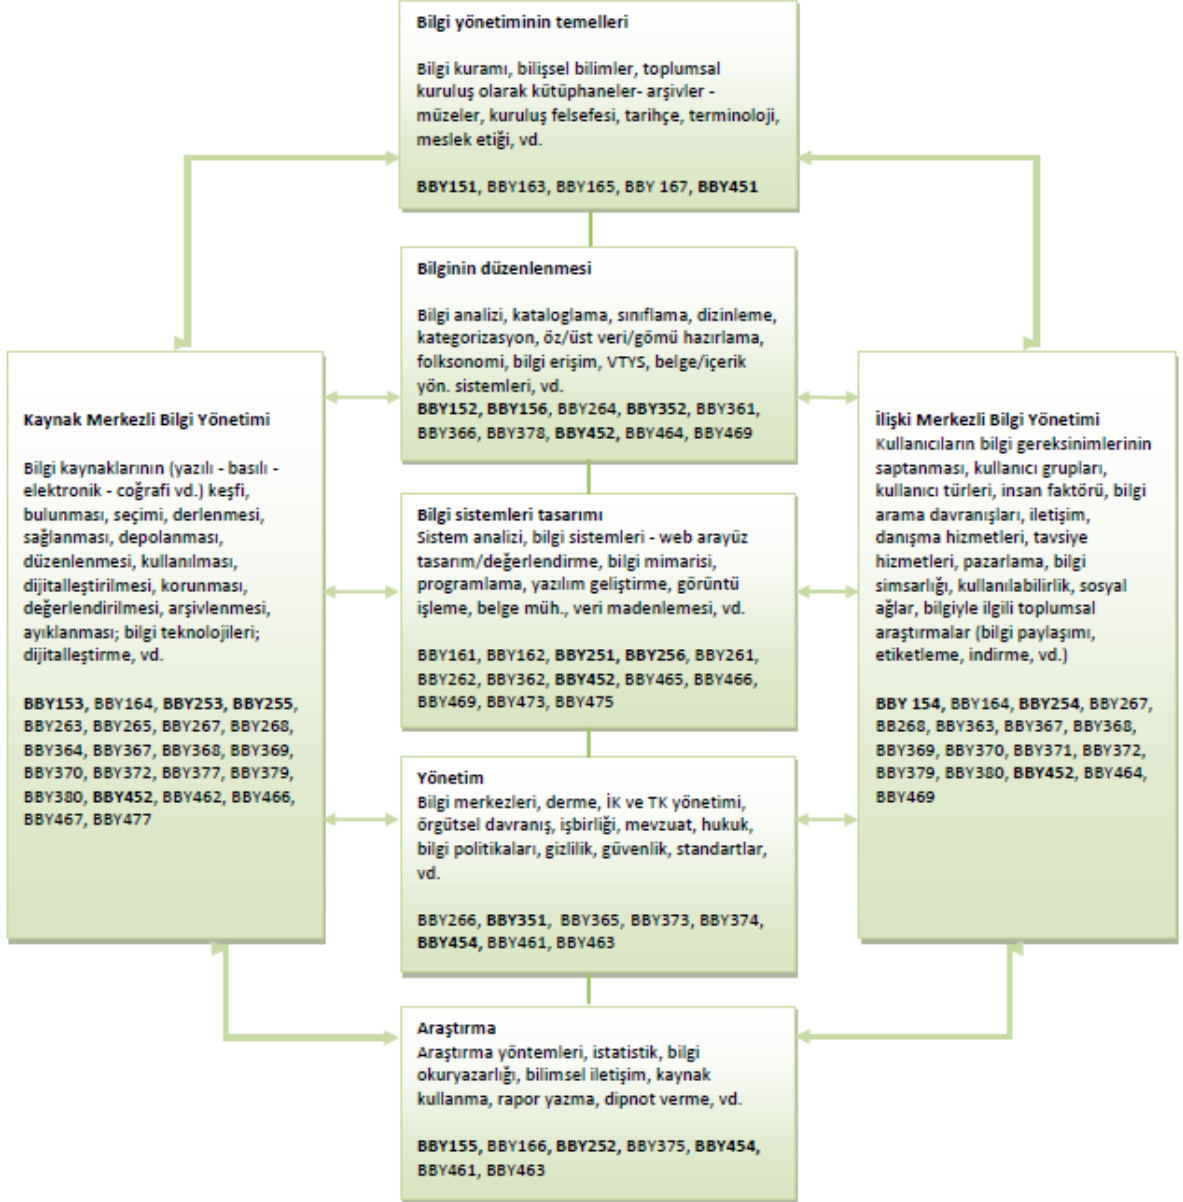 Bilgi yönetiminin temelleri
Bilgi kuramı, bilişsel bilimler, toplumsal
kuruluş olarak kütüphaneler- arşivler -
müzeler, kuruluş felsefesi, tarihçe, terminoloji,
meslek etiği, vd.
BBY151, BBY163, BBY165, BBY 167, BBY451
Bilginin düzenlenmesi
Bilgi analizi, kataloglama, sınıflama, dizinleme,
kategorizasyon, öz/üst veri/gömü hazırlama,
folksonomi, bilgi erişim, VTYS, belge/içerik
yön. sistemleri, vd.
BBY152, BBY156, BBY264, BBY352, BBY361,
BBY366, BBY378, BBY452, BBY464, BBY469
Kaynak Merkezli Bilgi Yönetimi
Bilgi kaynaklarının (yazılı - basılı -
elektronik - coğrafi vd.) keşfi,
bulunması, seçimi, derlenmesi,
sağlanması, depolanması,
düzenlenmesi, kullanılması,
dijitalleştirilmesi, korunması,
değerlendirilmesi, arşivlenmesi,
ayıklanması; bilgi teknolojileri;
dijitalleştirme, vd.
BBY153, BBY164, BBY253, BBY255,
BBY263, BBY265, BBY267, BBY268,
BBY364, BBY367, BBY368, BBY369,
BBY370, BBY372, BBY377, BBY379,
BBY380, BBY452, BBY462, BBY466,
BBY467, BBY477
Bilgi sistemleri tasarımı
Sistem analizi, bilgi sistemleri - web arayüz
tasarım/değerlendirme, bilgi mimarisi,
programlama, yazılım geliştirme, görüntü
işleme, belge müh., veri madenlemesi, vd.
BBY161, BBY162, BBY251, BBY256, BBY261,
BBY262, BBY362, BBY452, BBY465, BBY466,
BBY469, BBY473, BBY475
İlişki Merkezli Bilgi Yönetimi
Kullanıcıların bilgi gereksinimlerinin
saptanması, kullanıcı grupları,
kullanıcı türleri, insan faktörü, bilgi
arama davranışları, iletişim,
danışma hizmetleri, tavsiye
hizmetleri, pazarlama, bilgi
simsarlığı, kullanılabilirlik, sosyal
ağlar, bilgiyle ilgili toplumsal
araştırmalar (bilgi paylaşımı,
etiketleme, indirme, vd.)
BBY 154, BBY164, BBY254, BBY267,
BB268, BBY363, BBY367, BBY368,
BBY369, BBY370, BBY371, BBY372,
BBY379, BBY380, BBY452, BBY464,
BBY469
Yönetim
Bilgi merkezleri, derme, İK ve TK yönetimi,
örgütsel davranış, işbirliği, mevzuat, hukuk,
bilgi politikaları, gizlilik, güvenlik, standartlar,
vd.
BBY266, BBY351, BBY365, BBY373, BBY374,
BBY454, BBY461, BBY463
Araştırma
Araştırma yöntemleri, istatistik, bilgi
okuryazarlığı, bilimsel iletişim, kaynak
kullanma, rapor yazma, dipnot verme, vd.
BBY155, BBY166, BBY252, BBY375, BBY454,
BBY461, BBY463